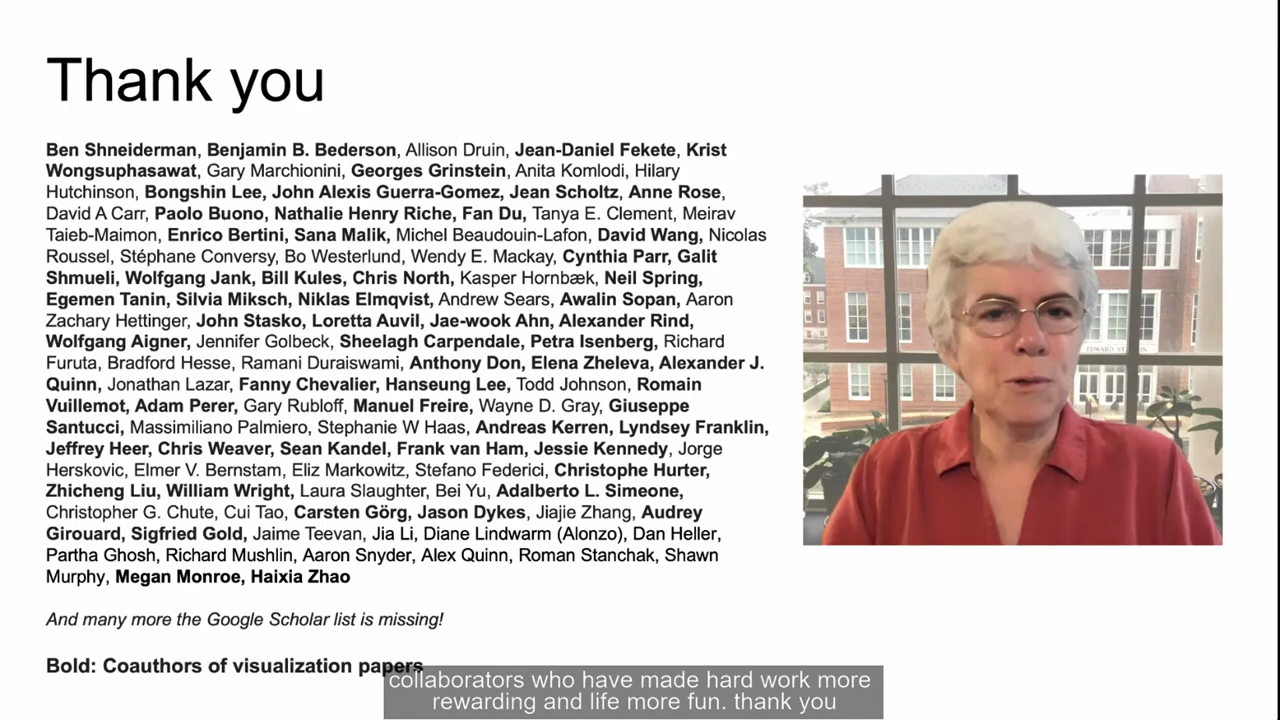 Thank you
Ben Shneiderman, Benjamin B. Bederson, Allison Druin, Jean-Daniel Fekete, Krist
Wongsuphasawat, Gary Marchionini, Georges Grinstein, Anita Komlodi, Hilary
Hutchinson, Bongshin Lee, John Alexis Guerra-Gomez, Jean Scholtz, Anne Rose,
David A Carr, Paolo Buono, Nathalie Henry Riche, Fan Du, Tanya E. Clement, Meirav
Taieb-Maimon, Enrico Bertini, Sana Malik, Michel Beaudouin-Lafon, David Wang, Nicolas
Roussel, Stéphane Conversy, Bo Westerlund, Wendy E. Mackay, Cynthia Parr, Galit
Shmueli, Wolfgang Jank, Bill Kules, Chris North, Kasper Hornbæk, Neil Spring,
Egemen Tanin, Silvia Miksch, Niklas Elmqvist, Andrew Sears, Awalin Sopan, Aaron
Zachary Hettinger, John Stasko, Loretta Auvil, Jae-wook Ahn, Alexander Rind,
Wolfgang Aigner, Jennifer Golbeck, Sheelagh Carpendale, Petra Isenberg, Richard
Furuta, Bradford Hesse, Ramani Duraiswami, Anthony Don, Elena Zheleva, Alexander J.
Quinn, Jonathan Lazar, Fanny Chevalier, Hanseung Lee, Todd Johnson, Romain
Vuillemot, Adam Perer, Gary Rubloff, Manuel Freire, Wayne D. Gray, Giuseppe
Santucci, Massimiliano Palmiero, Stephanie W Haas, Andreas Kerren, Lyndsey Franklin,
Jeffrey Heer, Chris Weaver, Sean Kandel, Frank van Ham, Jessie Kennedy, Jorge
Herskovic, Elmer V. Bernstam, Eliz Markowitz, Stefano Federici, Christophe Hurter,
Zhicheng Liu, William Wright, Laura Slaughter, Bei Yu, Adalberto L. Simeone,
Christopher G. Chute, Cui Tao, Carsten Görg, Jason Dykes, Jiajie Zhang, Audrey
Girouard, Sigfried Gold, Jaime Teevan, Jia Li, Diane Lindwarm (Alonzo), Dan Heller,
Partha Ghosh, Richard Mushlin, Aaron Snyder, Alex Quinn, Roman Stanchak, Shawn
Murphy, Megan Monroe, Haixia Zhao
And many more the Google Scholar list is missing!
Bold: Coauthors of visualization papers
collaborators who have made hard work more
rewarding and life more fun. thank you